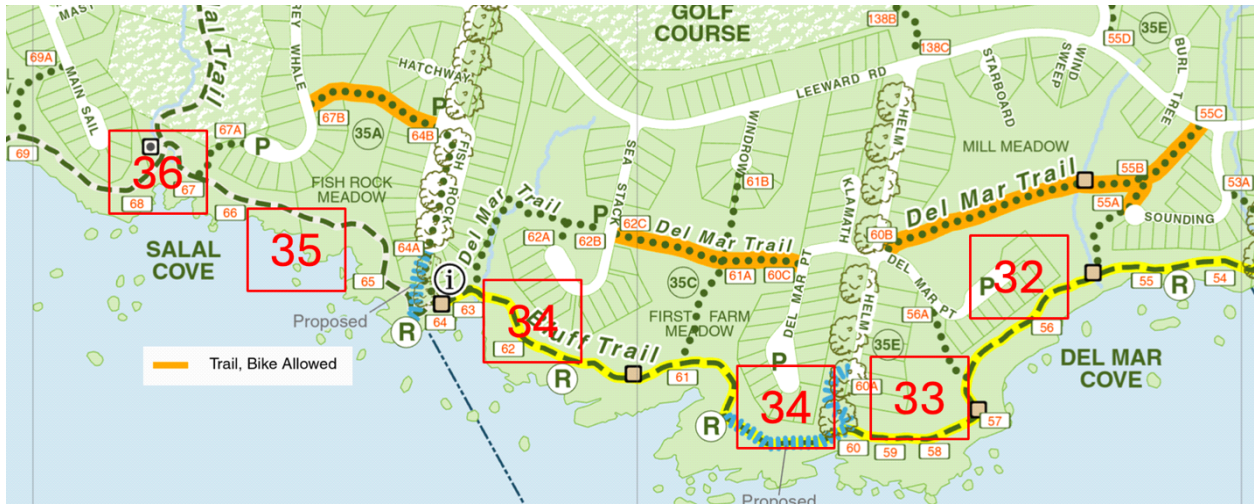 GOLF
COURSE
138B
138C
55D
35E
MAST
69A
MAIN SAIL
al Trail
REY WHALE
HATCHWAY
P
67B
35A
64B
67A
P
69
36
67
68
66
FISH ROCK
MEADOW
SALAL
COVE
35
65
FISH ROCK
64A
Proposed
R
i
64
63
Del Mar Trail
62A
62B
P
62C
SEA STACK
34
62
Bluff Trail
R
Trail, Bike Allowed
LEEWARD RD
WINDROW
61B
Del Mar Trail
61A
60C
35C
FIRST FARM
MEADOW
61
DEL MAR PT
P
R
34
Proposed
HELM
KLAMATH
HELM
60A
60
STARBOARD
WIND
SWEEP
BURL TREE
MILL MEADOW
55C
55B
55A
53A
SOUNDING
Del Mar Trail
60B
DEL MAR PT
56A
35E
33
59
58
57
P
32
56
55
54
R
DEL MAR
COVE